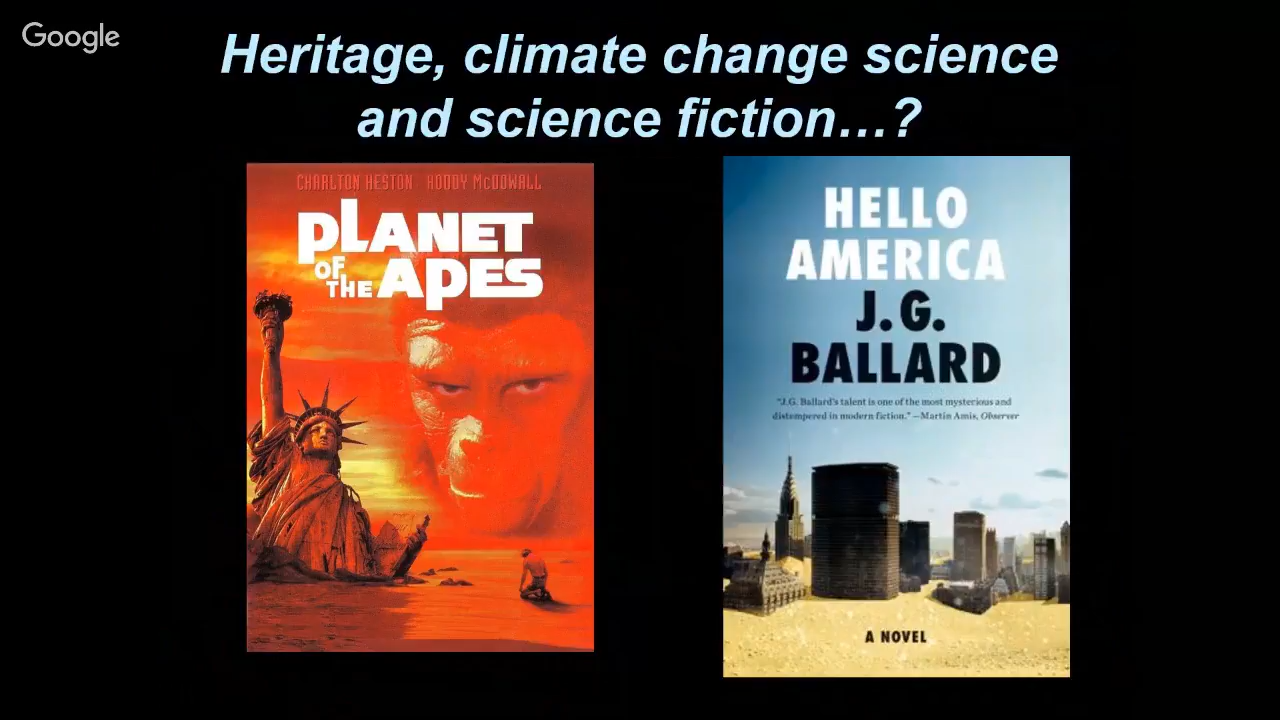 Google
Heritage, climate change science
and science fiction...?
CHARLTON HESTON RODDY McDOWALL
PLANET
OF
THE APES
HELLO
AMERICA
J.G.
BALLARD
"J.G. Ballard's talent is one of the most mysterious and
distempered in modern fiction." —Martin Amis, Observer
A NOVEL